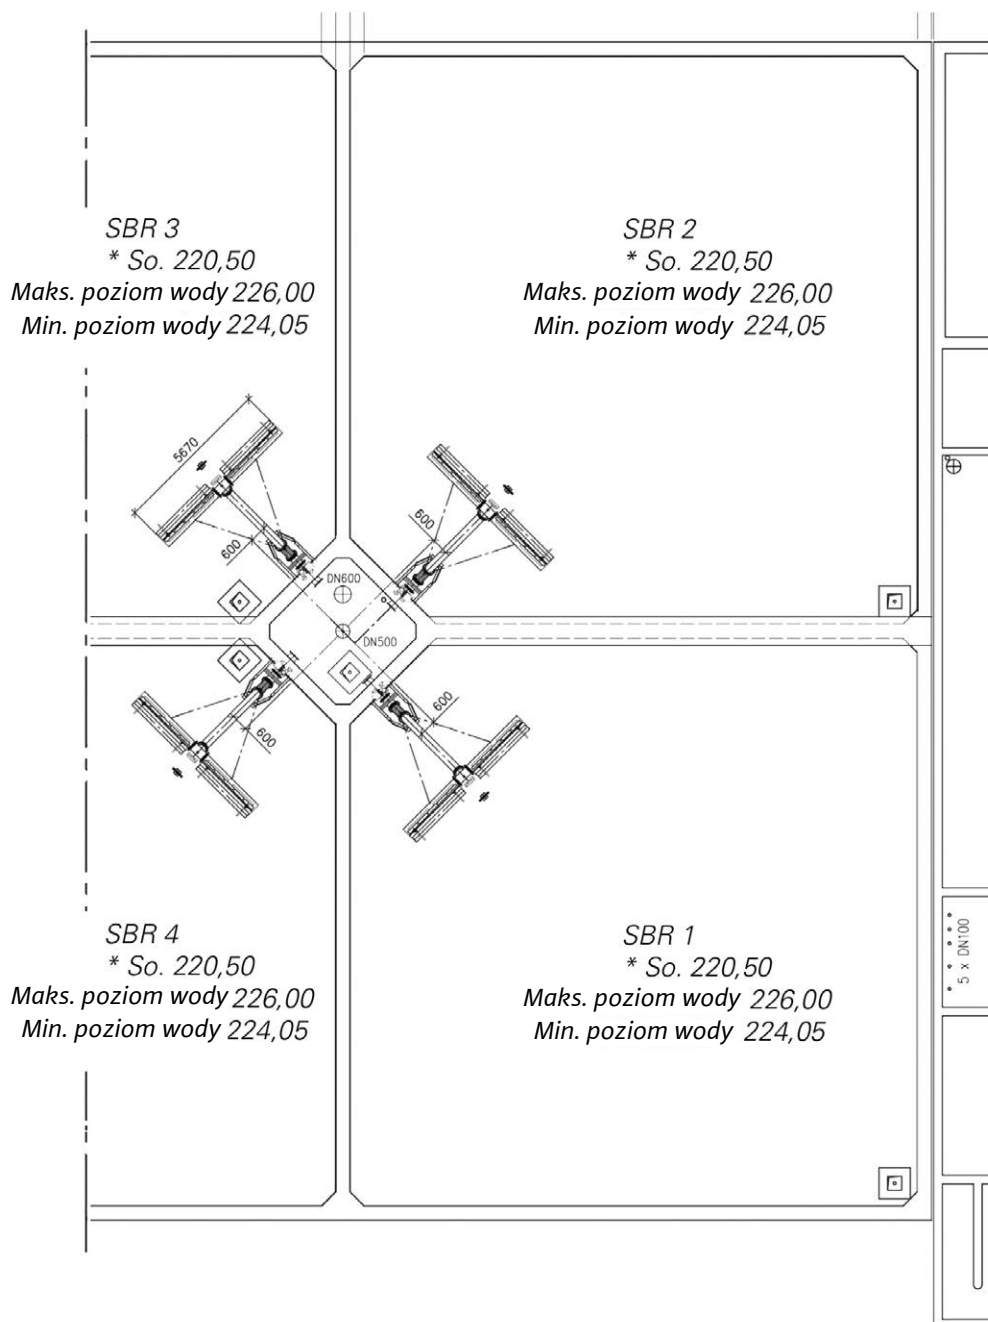 SBR 3
* So. 220,50
Maks. poziom wody 226,00
Min. poziom wody 224,05
SBR 2
* So. 220,50
Maks. poziom wody 226,00
Min. poziom wody 224,05
5670
600
600
DN600
DN500
600
600
SBR 4
* So. 220,50
Maks. poziom wody 226,00
Min. poziom wody 224,05
SBR 1
* So. 220,50
Maks. poziom wody 226,00
Min. poziom wody 224,05
5 x DN100